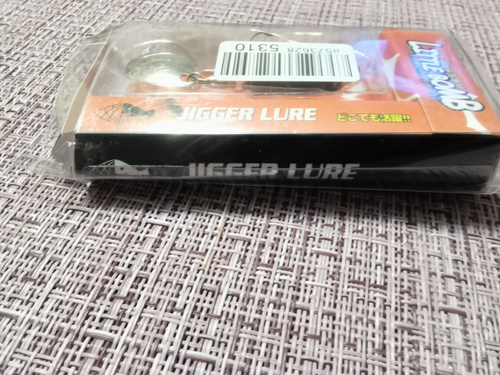 LITTLE BOMB
5310
JIGGER LURE
どこでも活躍!!
JIGGER LURE